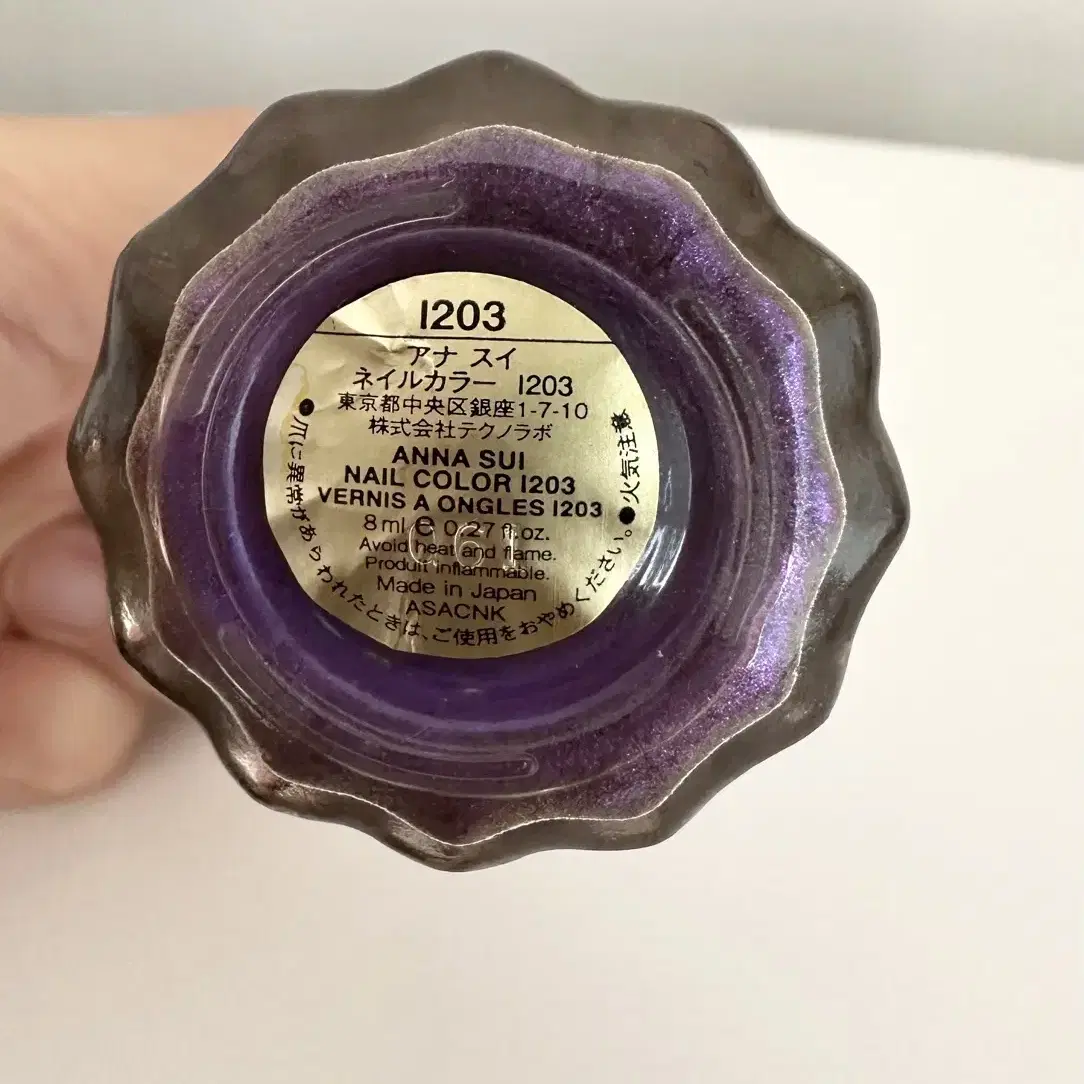 I203
アナ スイ
ネイルカラー I203
東京都中央区銀座1-7-10
株式会社テクノラボ
ANNA SUI
NAIL COLOR I203
VERNIS A ONGLES I203
8 ml ℮ 0.27 fl.oz.
Avoid heat and flame.
Produit inflammable.
Made in Japan
ASACNK
●爪に異常があらわれたときは、ご使用をおやめください。
●火気注意